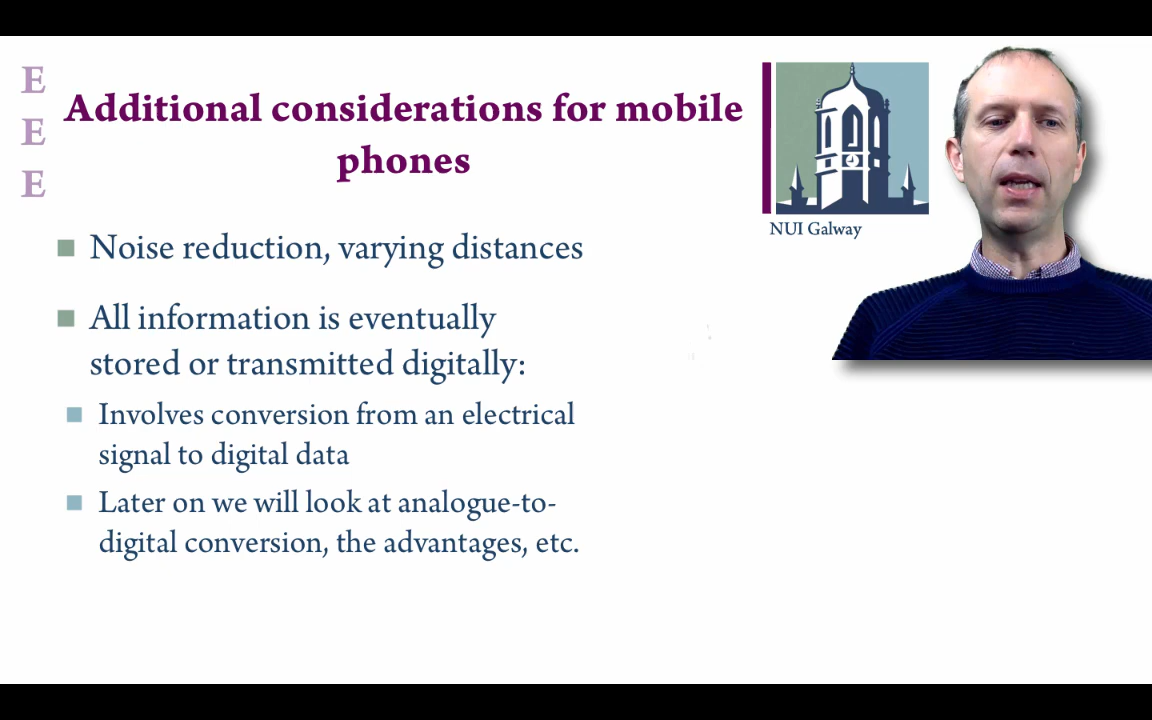 E
E
E
Additional considerations for mobile
phones
NUI Galway
Noise reduction, varying distances
All information is eventually
stored or transmitted digitally:
Involves conversion from an electrical
signal to digital data
Later on we will look at analogue-to-
digital conversion, the advantages, etc.